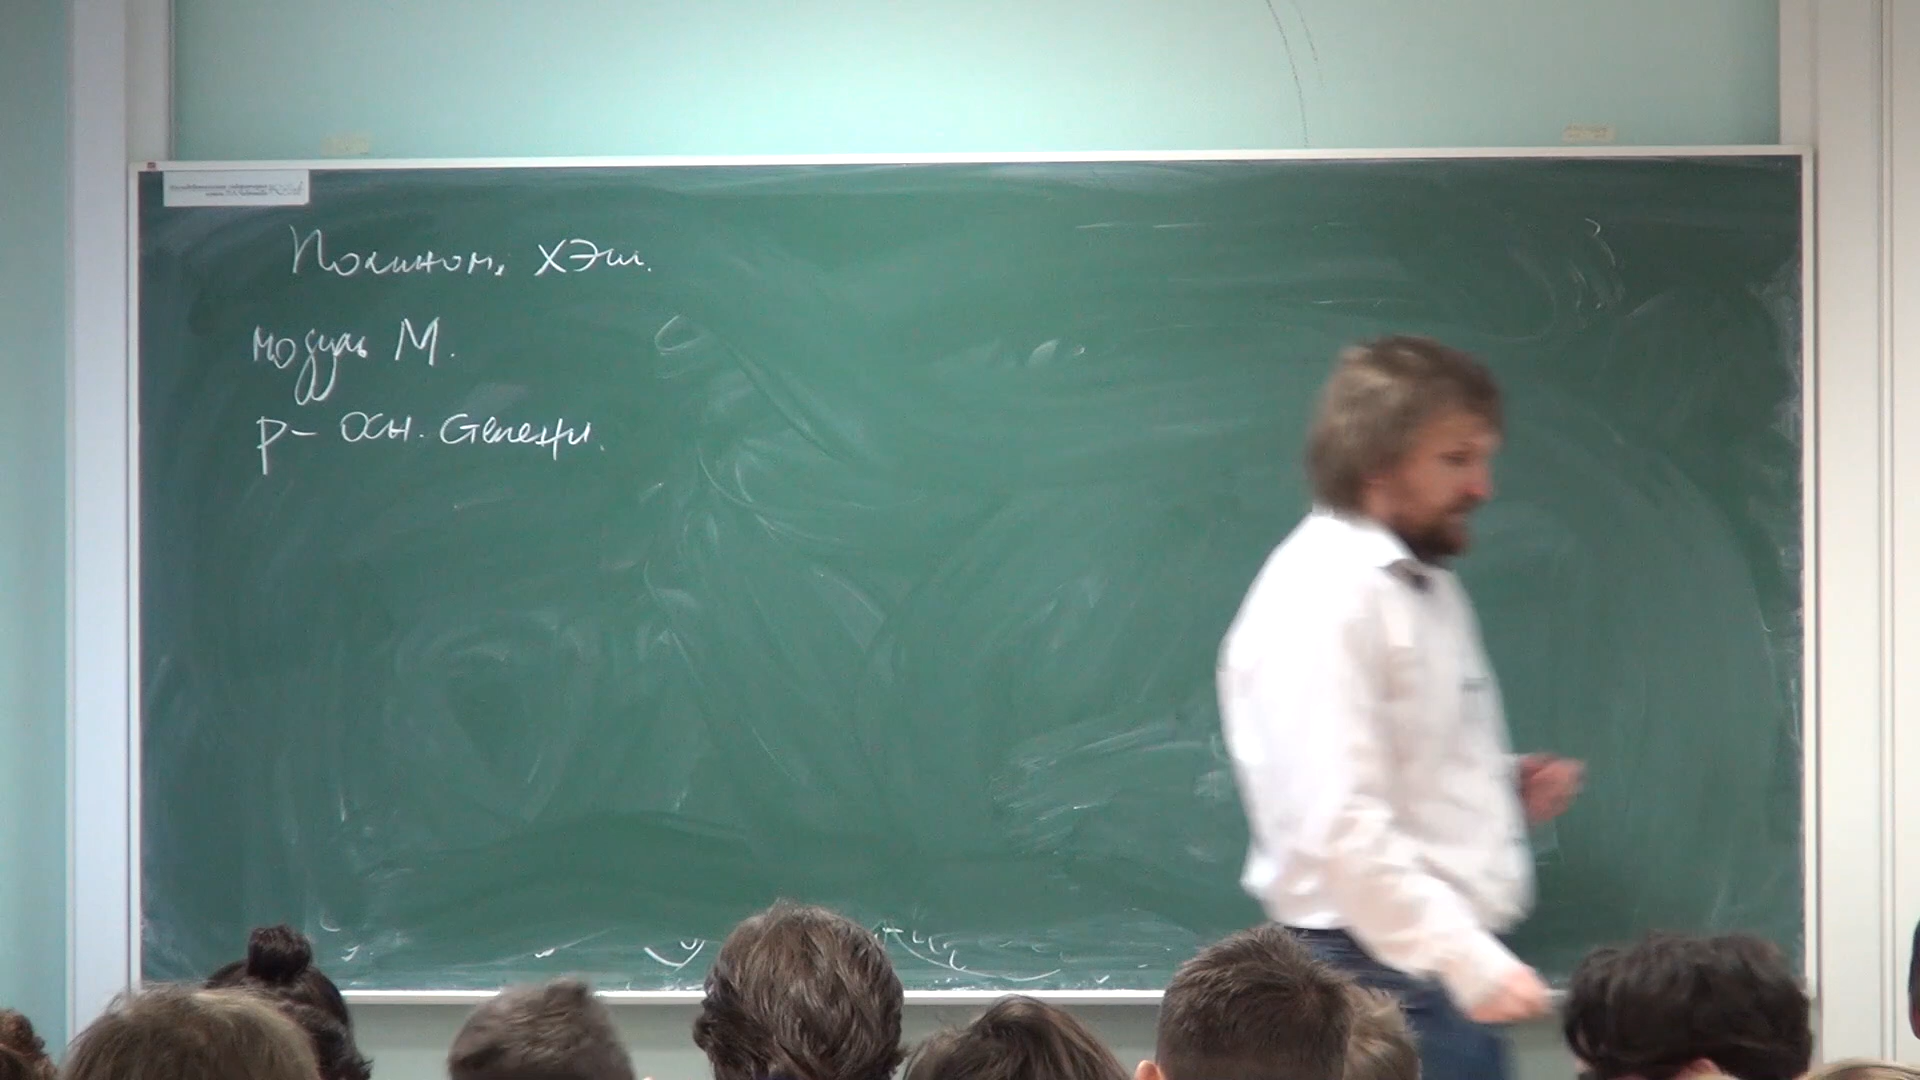 Полином. хЭш.
модуль М.
р - осн. степени.